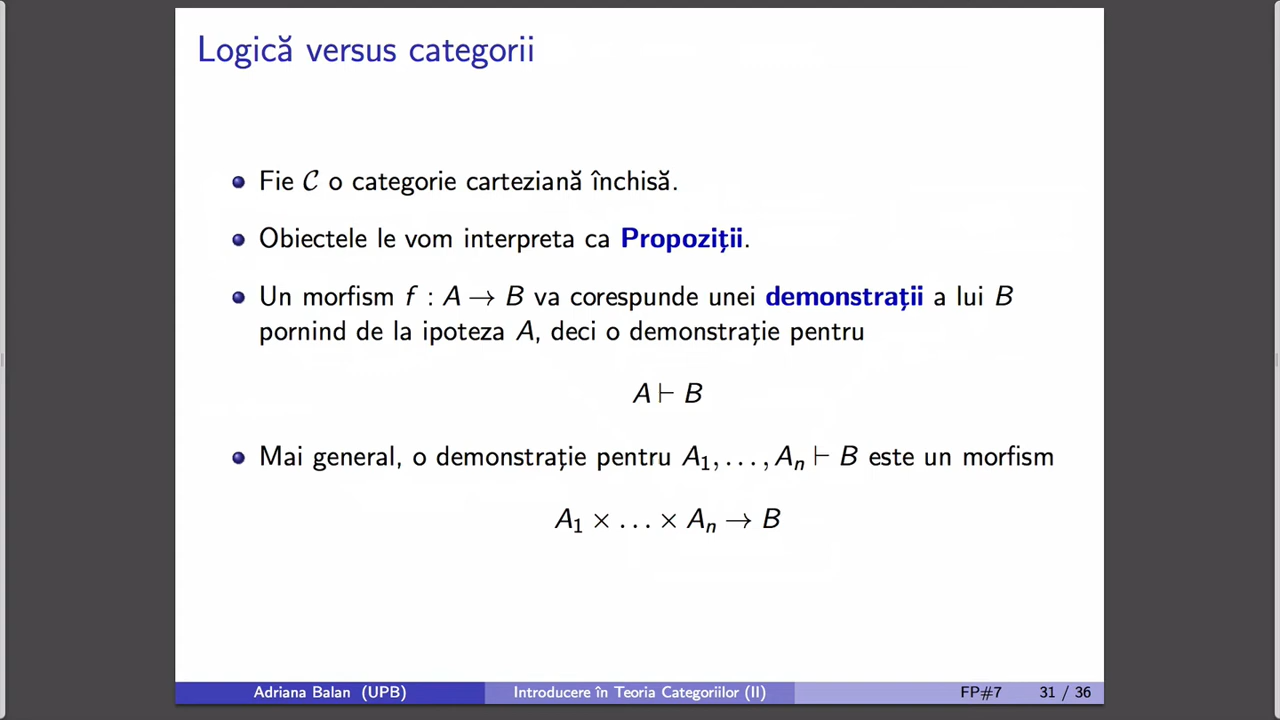 Logică versus categorii
Fie 𝒞 o categorie carteziană închisă.
Obiectele le vom interpreta ca Propoziții.
Un morfism f : A → B va corespunde unei demonstrații a lui B
pornind de la ipoteza A, deci o demonstrație pentru
A ⊢ B
Mai general, o demonstrație pentru A₁, . . . , Aₙ ⊢ B este un morfism
A₁ × . . . × Aₙ → B
Adriana Balan (UPB) Introducere în Teoria Categoriilor (II) FP#7 31 / 36